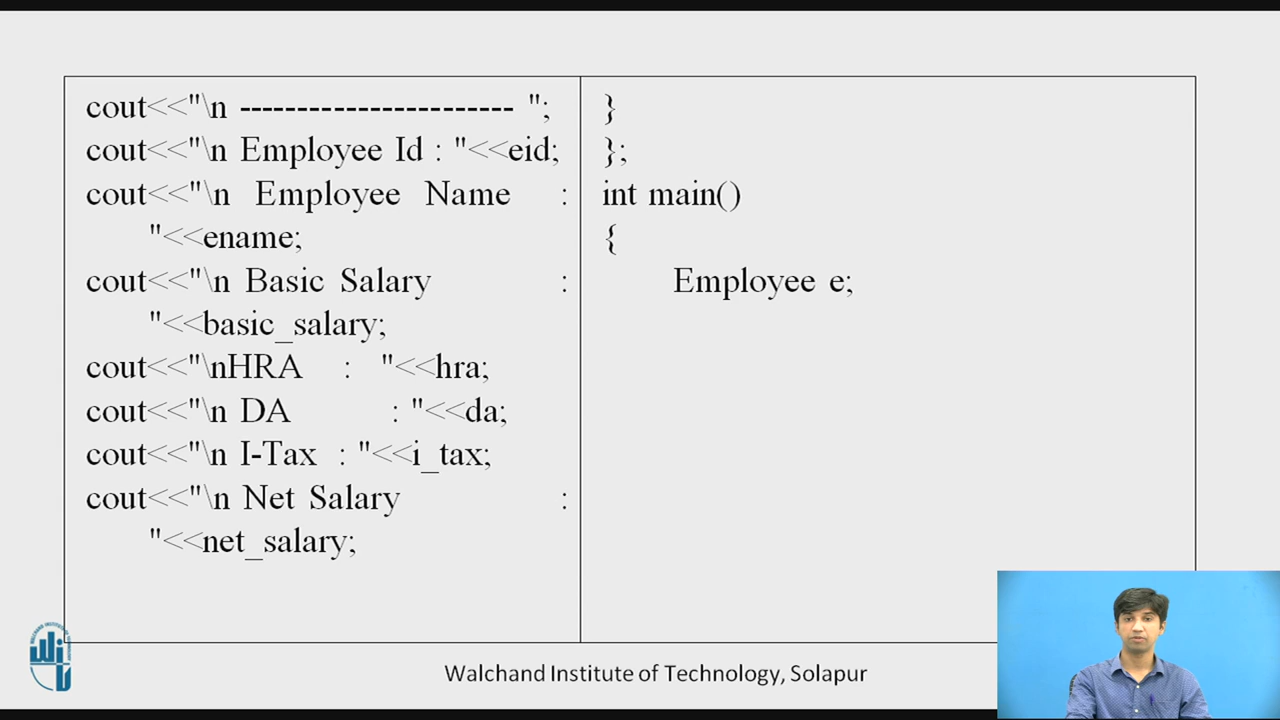 cout<<"\n ------------------------ ";
cout<<"\n Employee Id : "<<eid;
cout<<"\n Employee Name :
"<<ename;
cout<<"\n Basic Salary :
"<<basic_salary;
cout<<"\nHRA : "<<hra;
cout<<"\n DA : "<<da;
cout<<"\n I-Tax : "<<i_tax;
cout<<"\n Net Salary :
"<<net_salary;
}
};
int main()
{
Employee e;
Walchand Institute of Technology, Solapur